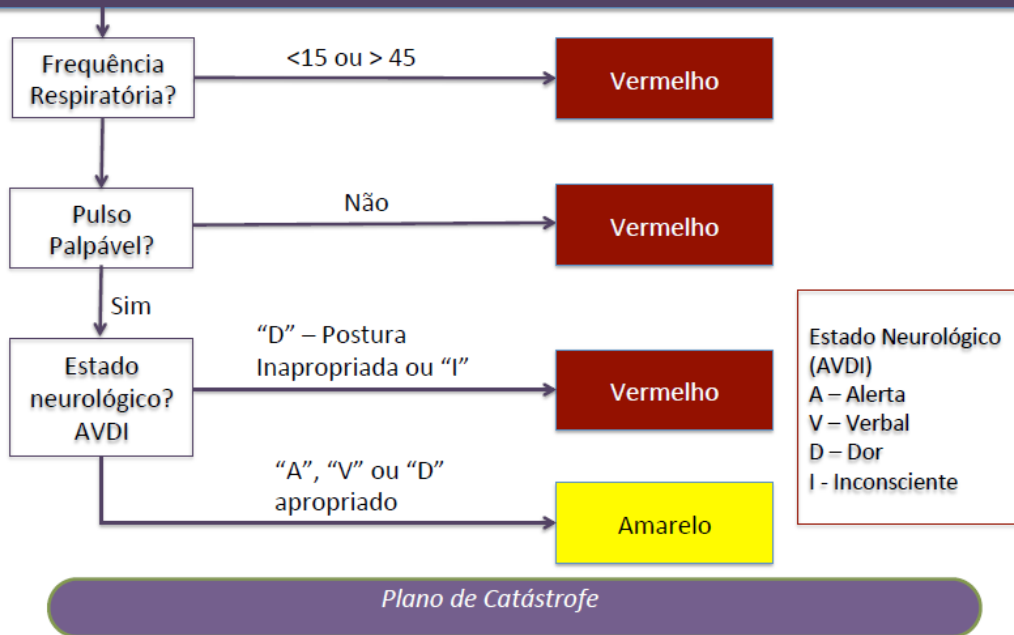 Frequência
Respiratória?
<15 ou > 45
Vermelho
Pulso
Palpável?
Não
Vermelho
Sim
Estado
neurológico?
AVDI
“D” – Postura
Inapropriada ou “I”
Vermelho
“A”, “V” ou “D”
apropriado
Amarelo
Estado Neurológico
(AVDI)
A – Alerta
V – Verbal
D – Dor
I - Inconsciente
Plano de Catástrofe